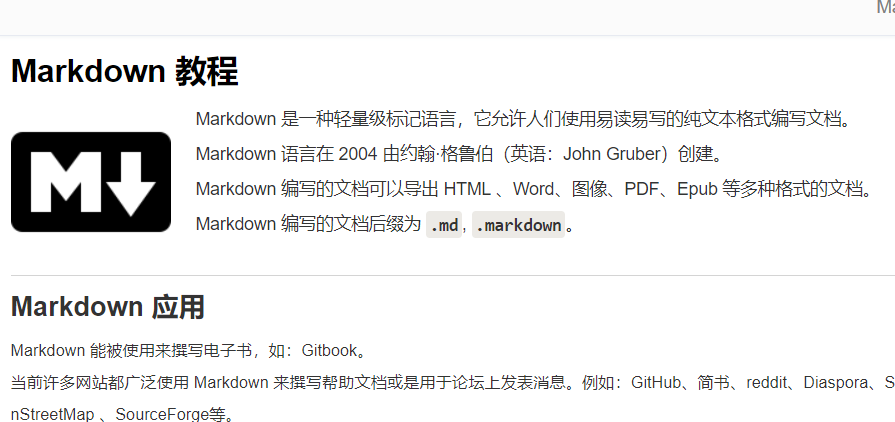 Ma
Markdown 教程
Markdown 是一种轻量级标记语言，它允许人们使用易读易写的纯文本格式编写文档。
Markdown 语言在 2004 由约翰·格鲁伯（英语：John Gruber）创建。
Markdown 编写的文档可以导出 HTML 、Word、图像、PDF、Epub 等多种格式的文档。
Markdown 编写的文档后缀为 .md, .markdown。
M
Markdown 应用
Markdown 能被使用来撰写电子书，如：Gitbook。
当前许多网站都广泛使用 Markdown 来撰写帮助文档或是用于论坛上发表消息。例如：GitHub、简书、reddit、Diaspora、S
nStreetMap 、SourceForge等。